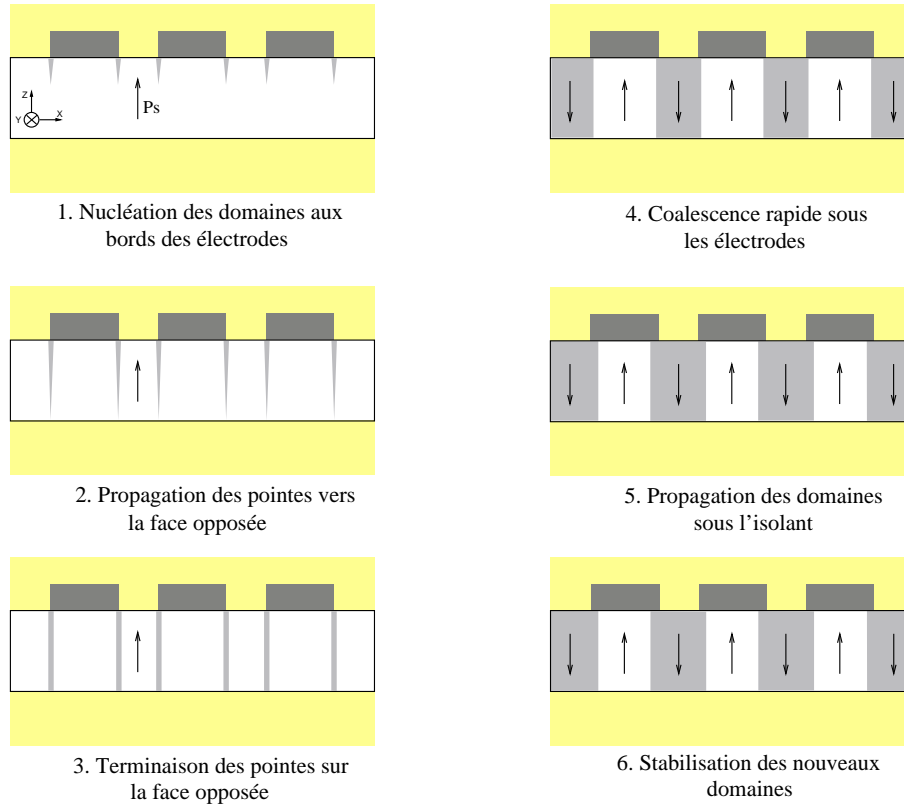 Z
Y
X
Ps
1. Nucléation des domaines aux
bords des électrodes
2. Propagation des pointes vers
la face opposée
3. Terminaison des pointes sur
la face opposée
4. Coalescence rapide sous
les électrodes
5. Propagation des domaines
sous l'isolant
6. Stabilisation des nouveaux
domaines